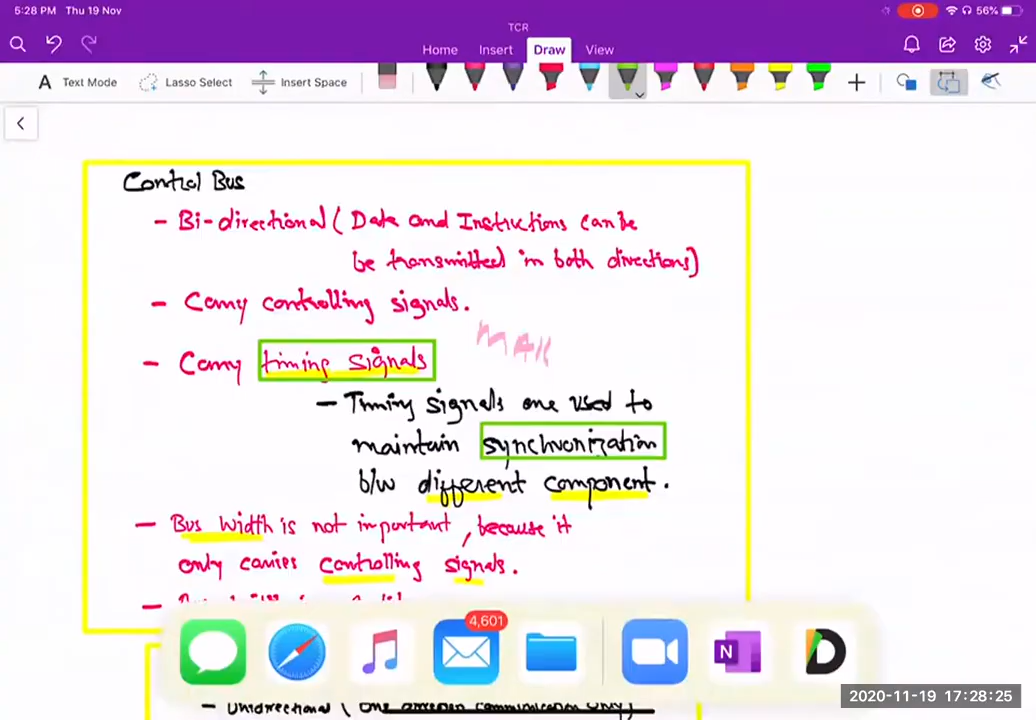 5:28 PM Thu 19 Nov
56%
TCR
Home Insert Draw View
A Text Mode Lasso Select Insert Space
Control Bus
- Bi-directional (Data and Instructions can be
be transmitted in both directions)
- Carry controlling signals.
MAR
- Carry timing signals
- Timing signals are used to
maintain synchronization
b/w different component.
- Bus width is not important, because it
only carries controlling signals.
4,601
N
- Unidirectional (One only)
2020-11-19 17:28:25